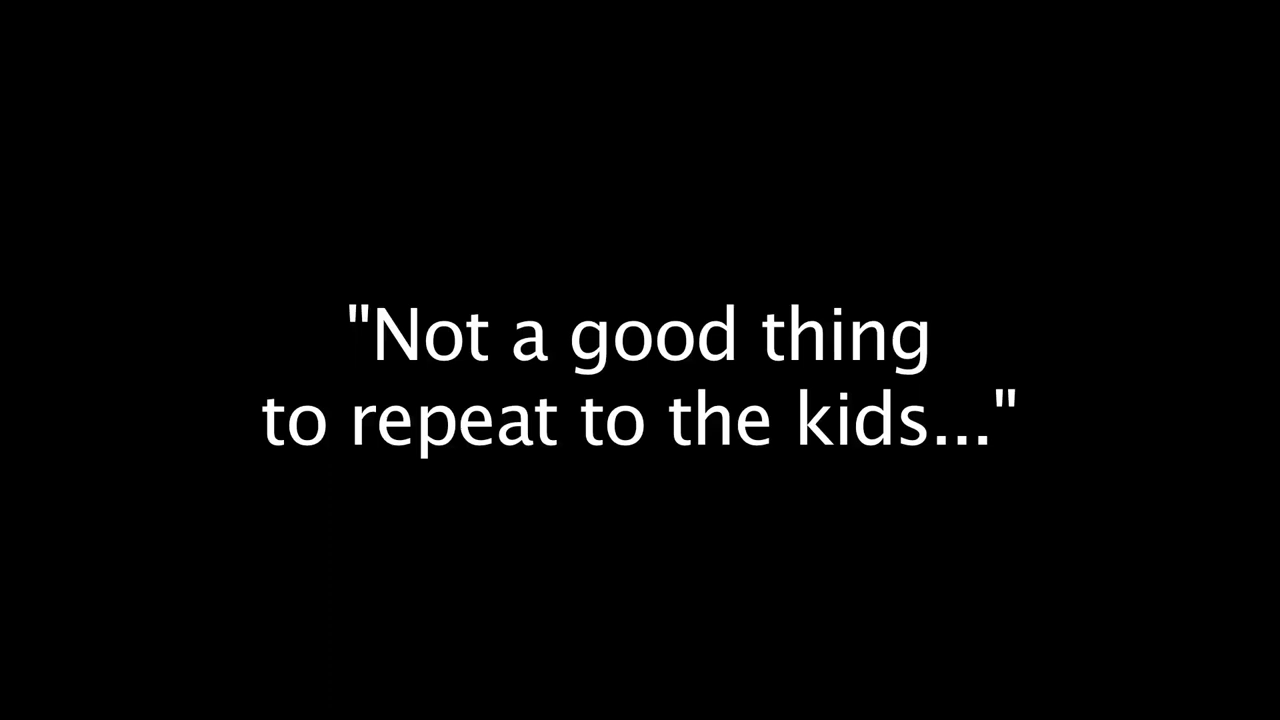 "Not a good thing
to repeat to the kids..."